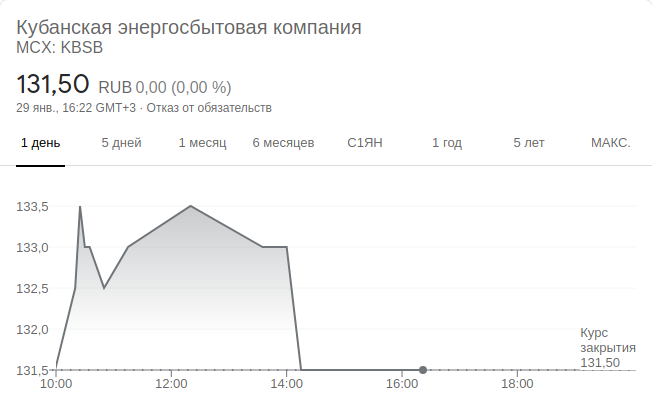 Кубанская энергосбытовая компания
MCX: KBSB
131,50 RUB 0,00 (0,00 %)
29 янв., 16:22 GMT+3 · Отказ от обязательств
1 день 5 дней 1 месяц 6 месяцев С1ЯН 1 год 5 лет МАКС.
133,5
133,0
132,5
132,0
Курс
закрытия
131,50
131,5
10:00 12:00 14:00 16:00 18:00